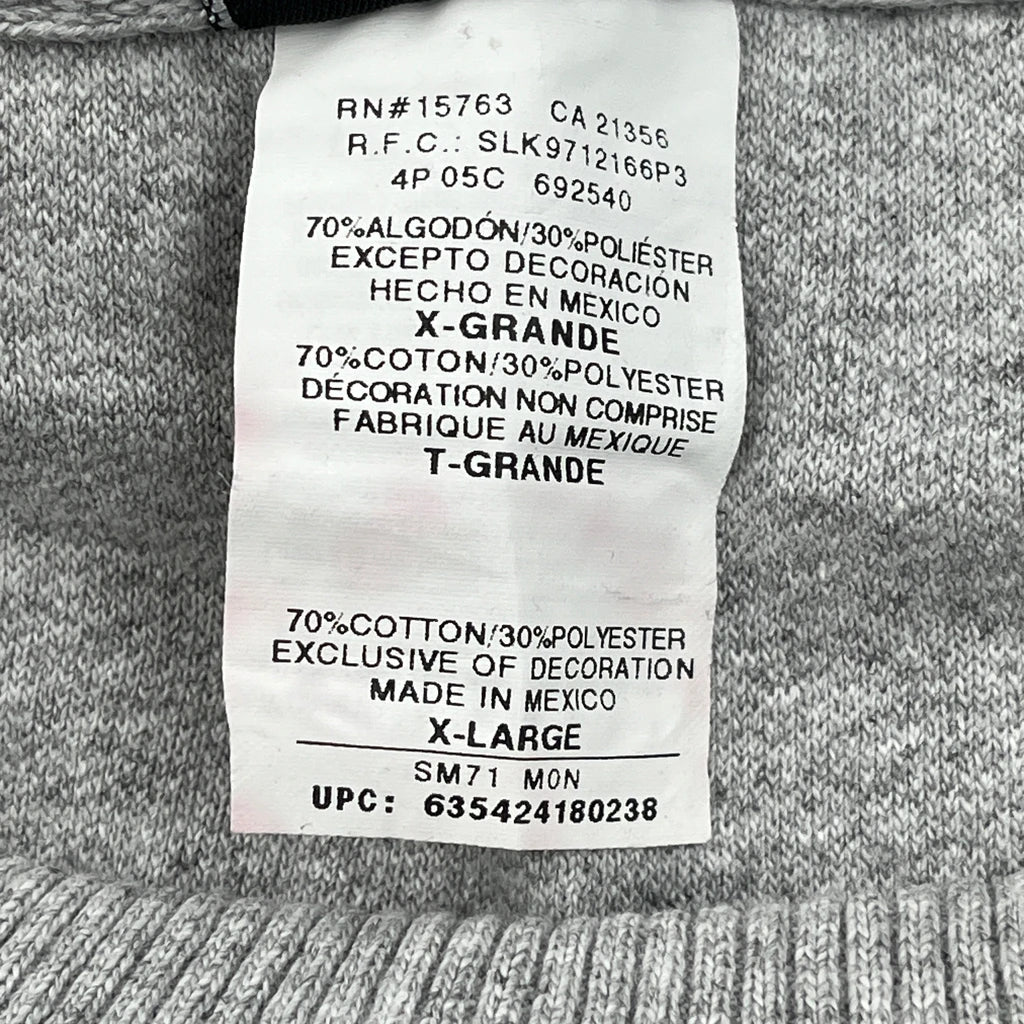 RN#15763 CA 21356
R.F.C.: SLK9712166P3
4P 05C 692540
70%ALGODÓN/30%POLIÉSTER
EXCEPTO DECORACIÓN
HECHO EN MEXICO
X-GRANDE
70%COTON/30%POLYESTER
DÉCORATION NON COMPRISE
FABRIQUE AU MEXIQUE
T-GRANDE
70%COTTON/30%POLYESTER
EXCLUSIVE OF DECORATION
MADE IN MEXICO
X-LARGE
SM71 MON
UPC: 635424180238